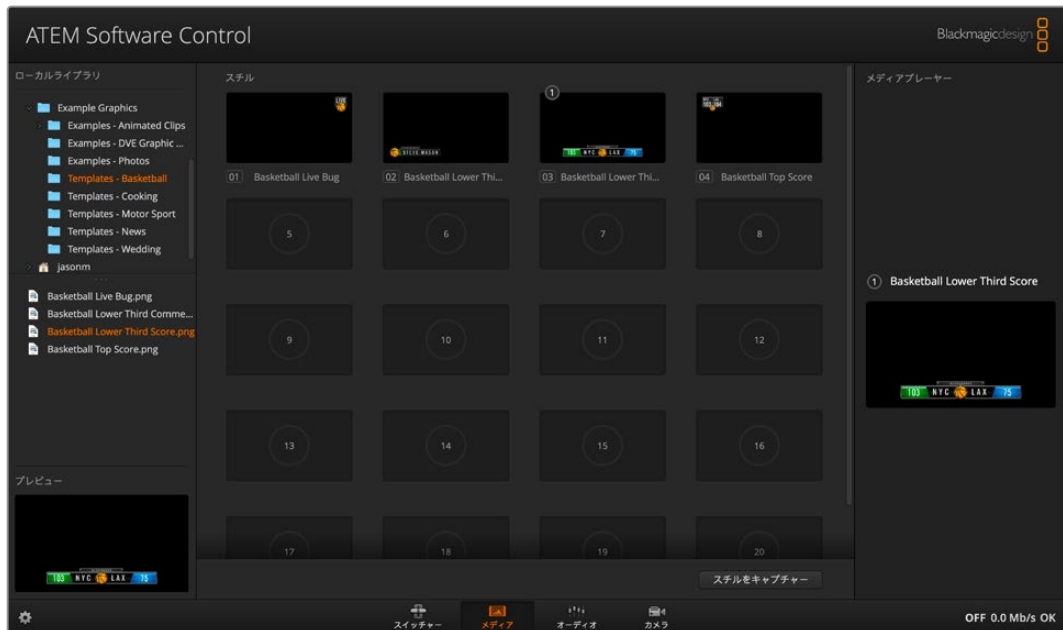 ATEM Software Control
Blackmagicdesign
ローカルライブラリ
Example Graphics
Examples - Animated Clips
Examples - DVE Graphic ...
Examples - Photos
Templates - Basketball
Templates - Cooking
Templates - Motor Sport
Templates - News
Templates - Wedding
jasonm
Basketball Live Bug.png
Basketball Lower Third Comme...
Basketball Lower Third Score.png
Basketball Top Score.png
プレビュー
103 NYC LAX 75
スチル
LIVE
STEVE MASON
1
103 NYC LAX 75
01 Basketball Live Bug
02 Basketball Lower Thi...
03 Basketball Lower Thi...
04 Basketball Top Score
5 6 7 8
9 10 11 12
13 14 15 16
17 18 19 20
スチルをキャプチャー
メディアプレーヤー
1 Basketball Lower Third Score
103 NYC LAX 75
スイッチャー
メディア
オーディオ
カメラ
OFF 0.0 Mb/s OK